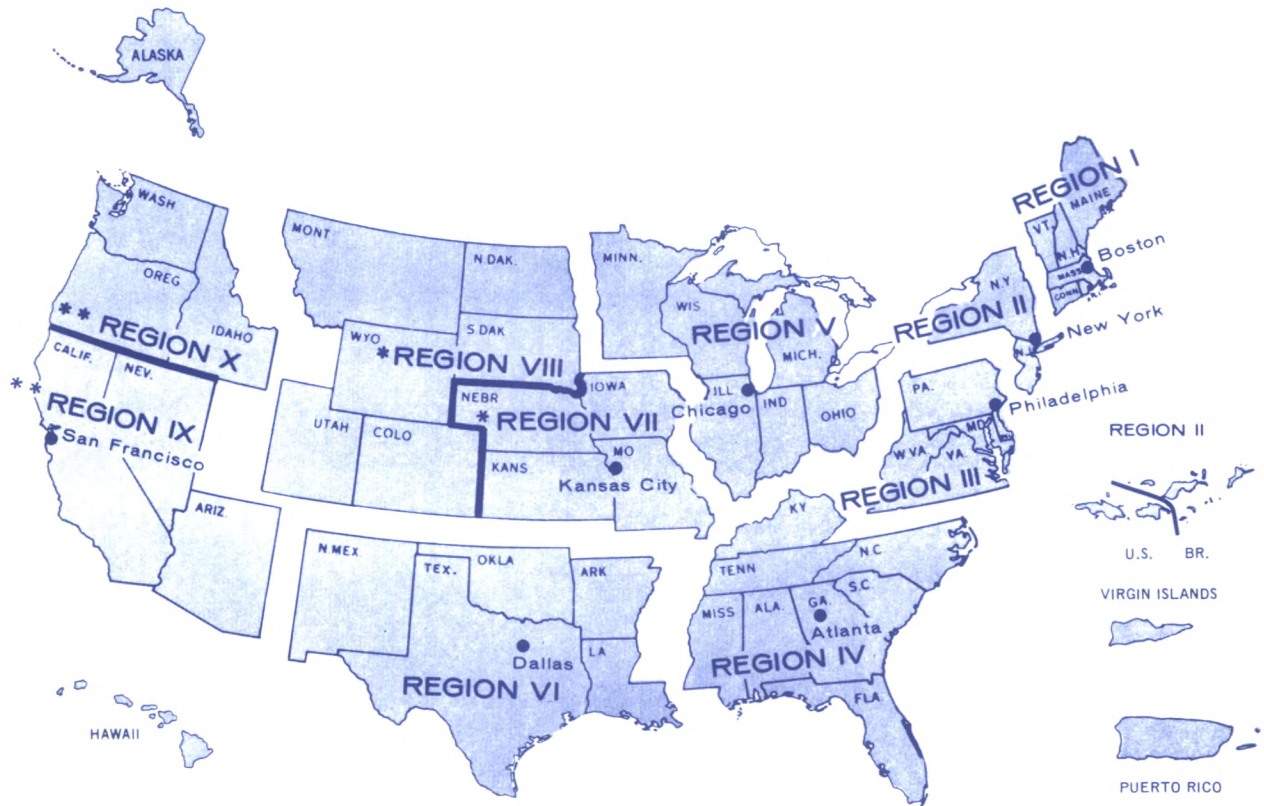 ALASKA
REGION I
MAINE
VT.
N.H.
Boston
MASS
CONN.
R.I.
WASH
MONT
N.DAK.
MINN.
OREG
N.Y
REGION II
New York
N.J.
** REGION X
IDAHO
WYO
S.DAK
* REGION VIII
WIS
REGION V
MICH.
CALIF.
NEV.
** REGION IX
San Francisco
NEBR
IOWA
* REGION VII
ILL
Chicago
IND
OHIO
PA.
Philadelphia
MD
UTAH
COLO
KANS
MO
Kansas City
W VA
VA.
REGION III
REGION II
U.S. BR.
VIRGIN ISLANDS
ARIZ.
N.MEX.
TEX.
OKLA
ARK
KY
TENN
N.C
S.C.
MISS
ALA.
GA.
Atlanta
REGION IV
Dallas
LA
REGION VI
FLA.
HAWAII
PUERTO RICO